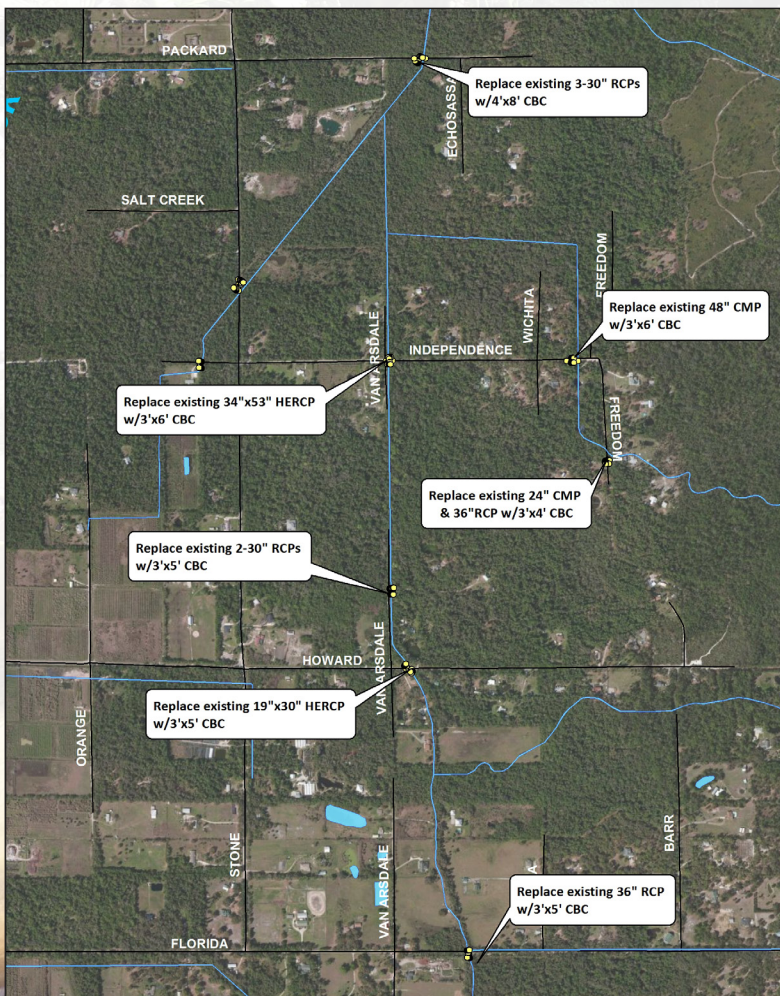 PACKARD
Replace existing 3-30" RCPs
w/4'x8' CBC
ECHOSASSA
SALT CREEK
FREEDOM
WICHITA
Replace existing 48" CMP
w/3'x6' CBC
VAN ARSDALE
INDEPENDENCE
Replace existing 34"x53" HERCP
w/3'x6' CBC
FREEDOM
Replace existing 24" CMP
& 36"RCP w/3'x4' CBC
Replace existing 2-30" RCPs
w/3'x5' CBC
HOWARD
VAN ARSDALE
Replace existing 19"x30" HERCP
w/3'x5' CBC
ORANGE
STONE
VAN ARSDALE
BARR
A
Replace existing 36" RCP
w/3'x5' CBC
FLORIDA